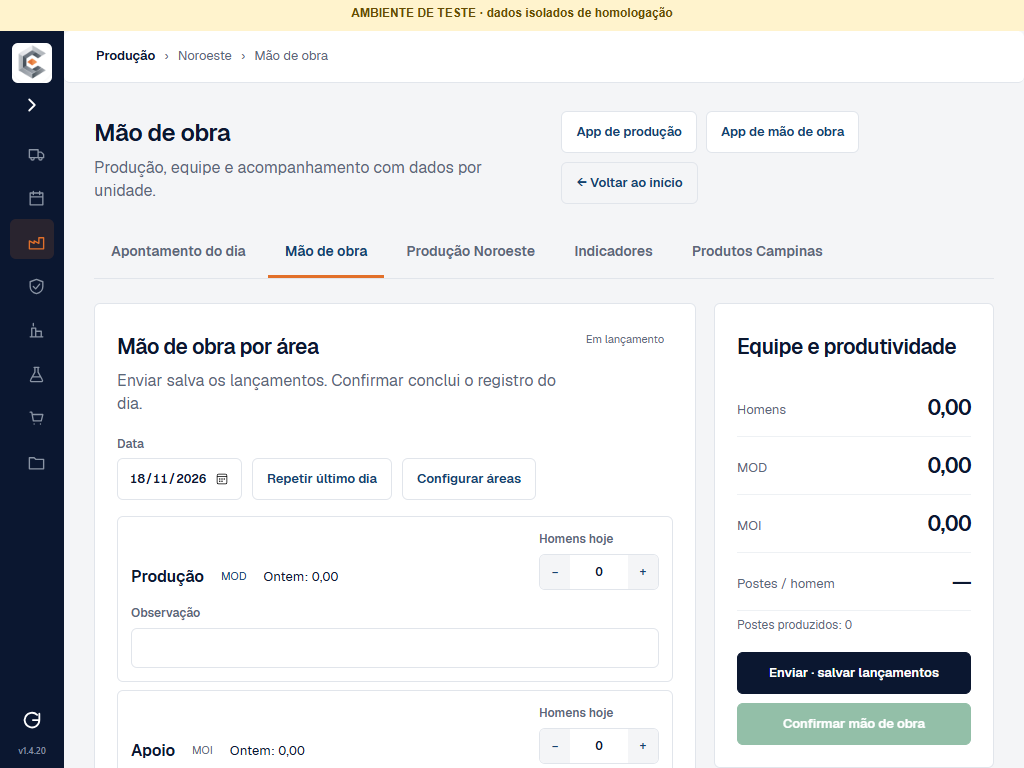 AMBIENTE DE TESTE · dados isolados de homologação
Produção › Noroeste › Mão de obra
Mão de obra
Produção, equipe e acompanhamento com dados por
unidade.
App de produção
App de mão de obra
← Voltar ao início
Apontamento do dia
Mão de obra
Produção Noroeste
Indicadores
Produtos Campinas
Mão de obra por área
Em lançamento
Enviar salva os lançamentos. Confirmar conclui o registro do
dia.
Data
18/11/2026
Repetir último dia
Configurar áreas
Homens hoje
Produção MOD Ontem: 0,00
− 0 +
Observação
Homens hoje
Apoio MOI Ontem: 0,00
− 0 +
Equipe e produtividade
Homens 0,00
MOD 0,00
MOI 0,00
Postes / homem —
Postes produzidos: 0
Enviar · salvar lançamentos
Confirmar mão de obra
v1.4.20